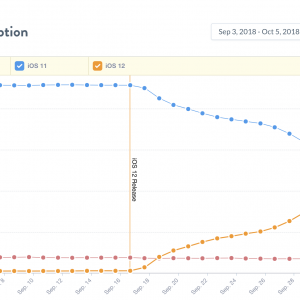 ption
Sep 3, 2018 - Oct 5, 2018
iOS 11
iOS 12
iOS 12 Release
8
Sep. 10
Sep. 12
Sep. 14
Sep. 16
Sep. 18
Sep. 20
Sep. 22
Sep. 24
Sep. 26
Sep. 28